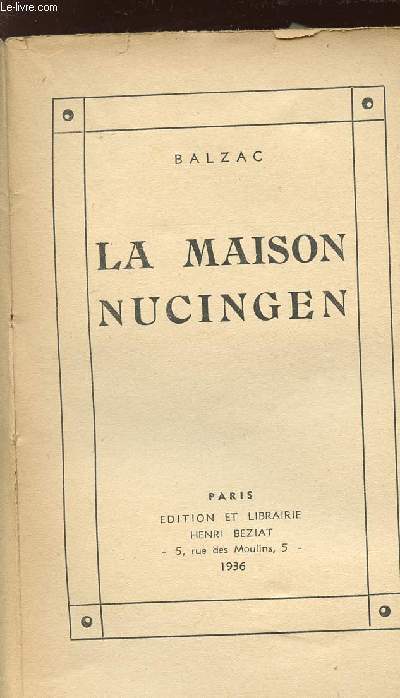 Le-livre.com
BALZAC
LA MAISON
NUCINGEN
PARIS
EDITION ET LIBRAIRIE
HENRI BEZIAT
- 5, rue des Moulins, 5 -
1936